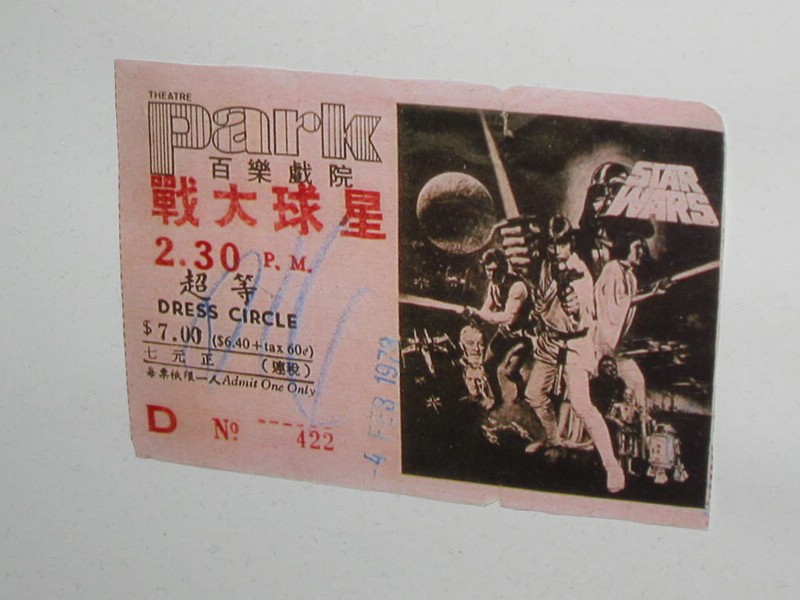 THEATRE
park
百樂戲院
戰大球星
2.30 P. M.
超等
DRESS CIRCLE
$7.00 ($6.40 + tax 60¢)
七元正 (連稅)
每票祇限一人 Admit One Only
D Nº 422
-4 FEB 1978
STAR
WARS